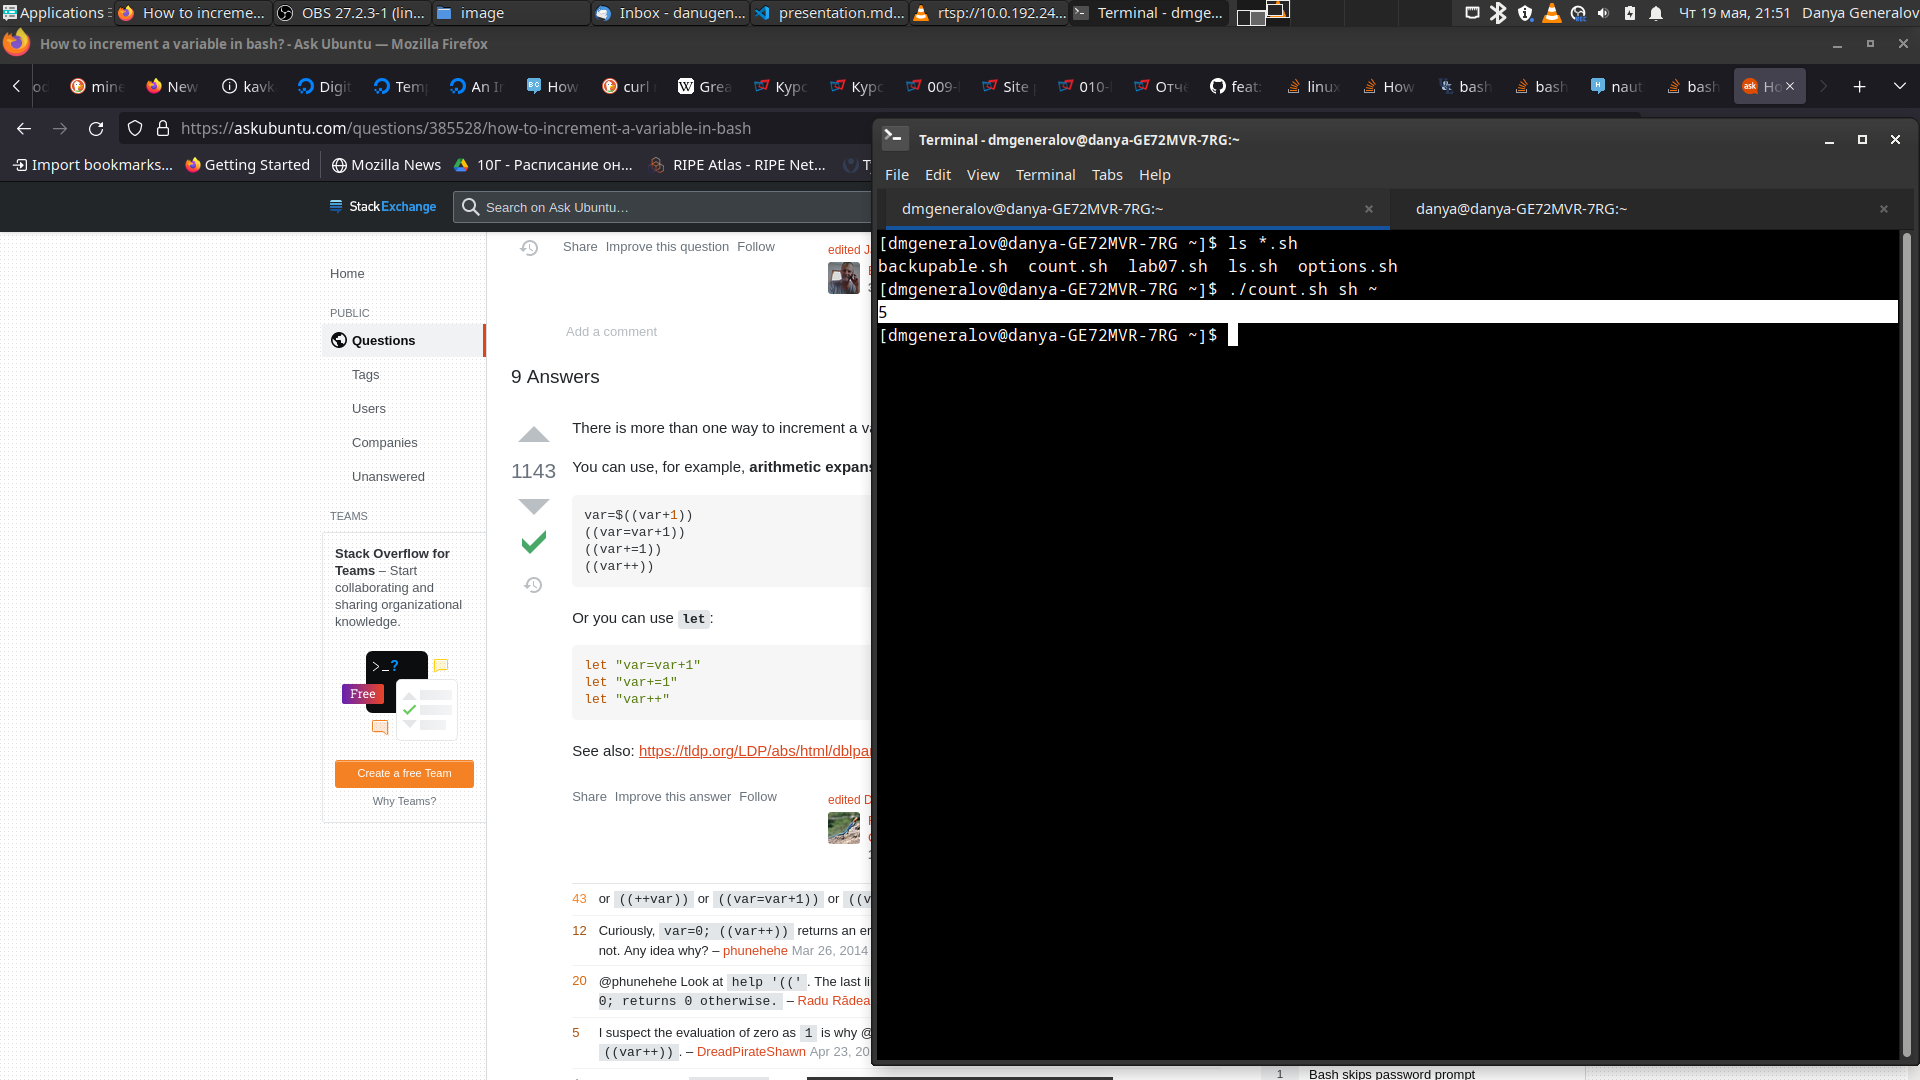 Applications How to increme... OBS 27.2.3-1 (lin... image Inbox - danugen... presentation.md... rtsp://10.0.192.24... Terminal - dmge... Чт 19 мая, 21:51 Danya Generalov
How to increment a variable in bash? - Ask Ubuntu — Mozilla Firefox
mine New kavk Digit Temp An In How curl Grea Курс Курс 009- Site 010- Отч feat: linux How bash bash naut bash Ho
https://askubuntu.com/questions/385528/how-to-increment-a-variable-in-bash
Import bookmarks... Getting Started Mozilla News 10Г - Расписание он... RIPE Atlas - RIPE Net...
StackExchange Search on Ask Ubuntu...
Home
PUBLIC
Questions
Tags
Users
Companies
Unanswered
TEAMS
Stack Overflow for
Teams – Start
collaborating and
sharing organizational
knowledge.
>_?
Free
Create a free Team
Why Teams?
Share Improve this question Follow
edited Ja
Add a comment
9 Answers
1143
There is more than one way to increment a va
You can use, for example, arithmetic expans
var=$((var+1))
((var=var+1))
((var+=1))
((var++))
Or you can use let:
let "var=var+1"
let "var+=1"
let "var++"
See also: https://tldp.org/LDP/abs/html/dblpar
Share Improve this answer Follow
edited D
43 or ((++var)) or ((var=var+1)) or ((v
12 Curiously, var=0; ((var++)) returns an er
not. Any idea why? – phunehehe Mar 26, 2014
20 @phunehehe Look at help '(('. The last li
0; returns 0 otherwise. – Radu Rădea
5 I suspect the evaluation of zero as 1 is why @
((var++)). – DreadPirateShawn Apr 23, 20
Terminal - dmgeneralov@danya-GE72MVR-7RG:~
File Edit View Terminal Tabs Help
dmgeneralov@danya-GE72MVR-7RG:~ danya@danya-GE72MVR-7RG:~
[dmgeneralov@danya-GE72MVR-7RG ~]$ ls *.sh
backupable.sh count.sh lab07.sh ls.sh options.sh
[dmgeneralov@danya-GE72MVR-7RG ~]$ ./count.sh sh ~
5
[dmgeneralov@danya-GE72MVR-7RG ~]$
1 Bash skips password prompt